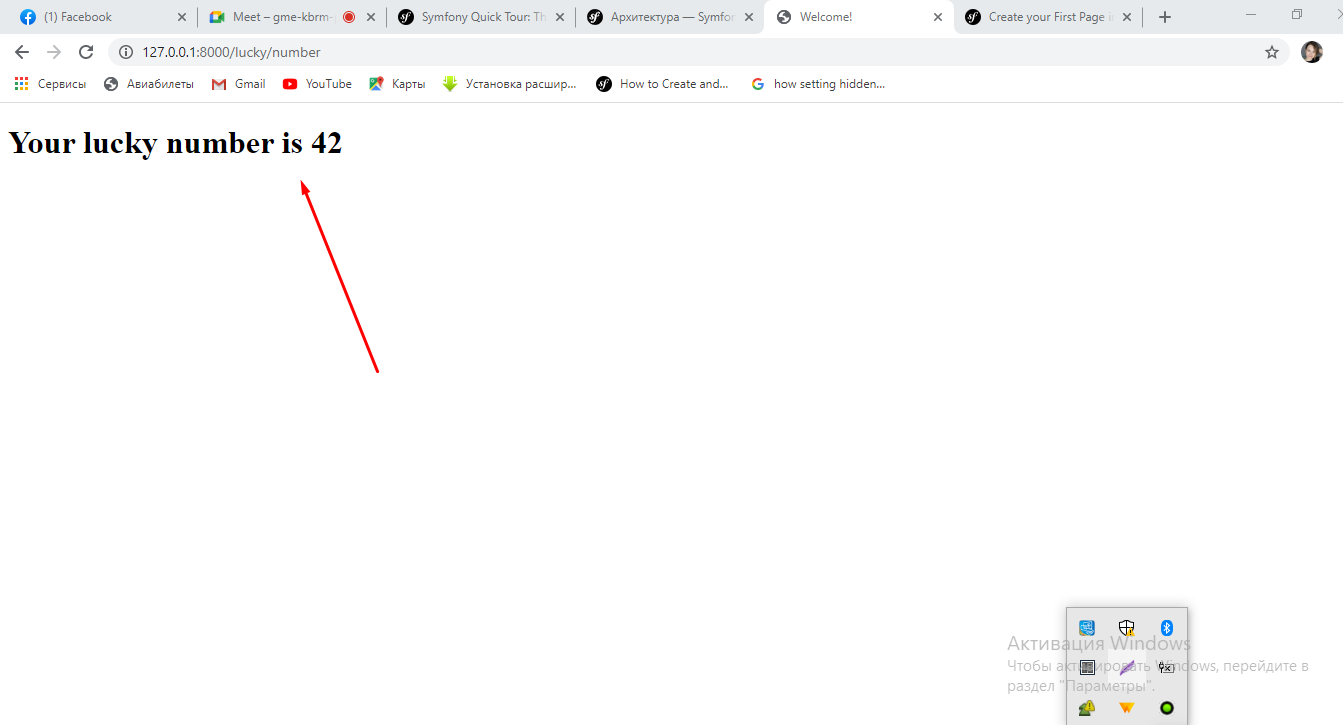 (1) Facebook
Meet – gme-kbrm-
Symfony Quick Tour: Th
Архитектура — Symfor
Welcome!
Create your First Page in
127.0.0.1:8000/lucky/number
Сервисы
Авиабилеты
Gmail
YouTube
Карты
Установка расшир...
How to Create and...
how setting hidden...
Your lucky number is 42
Активация Windows
Чтобы активировать Windows, перейдите в
раздел "Параметры".